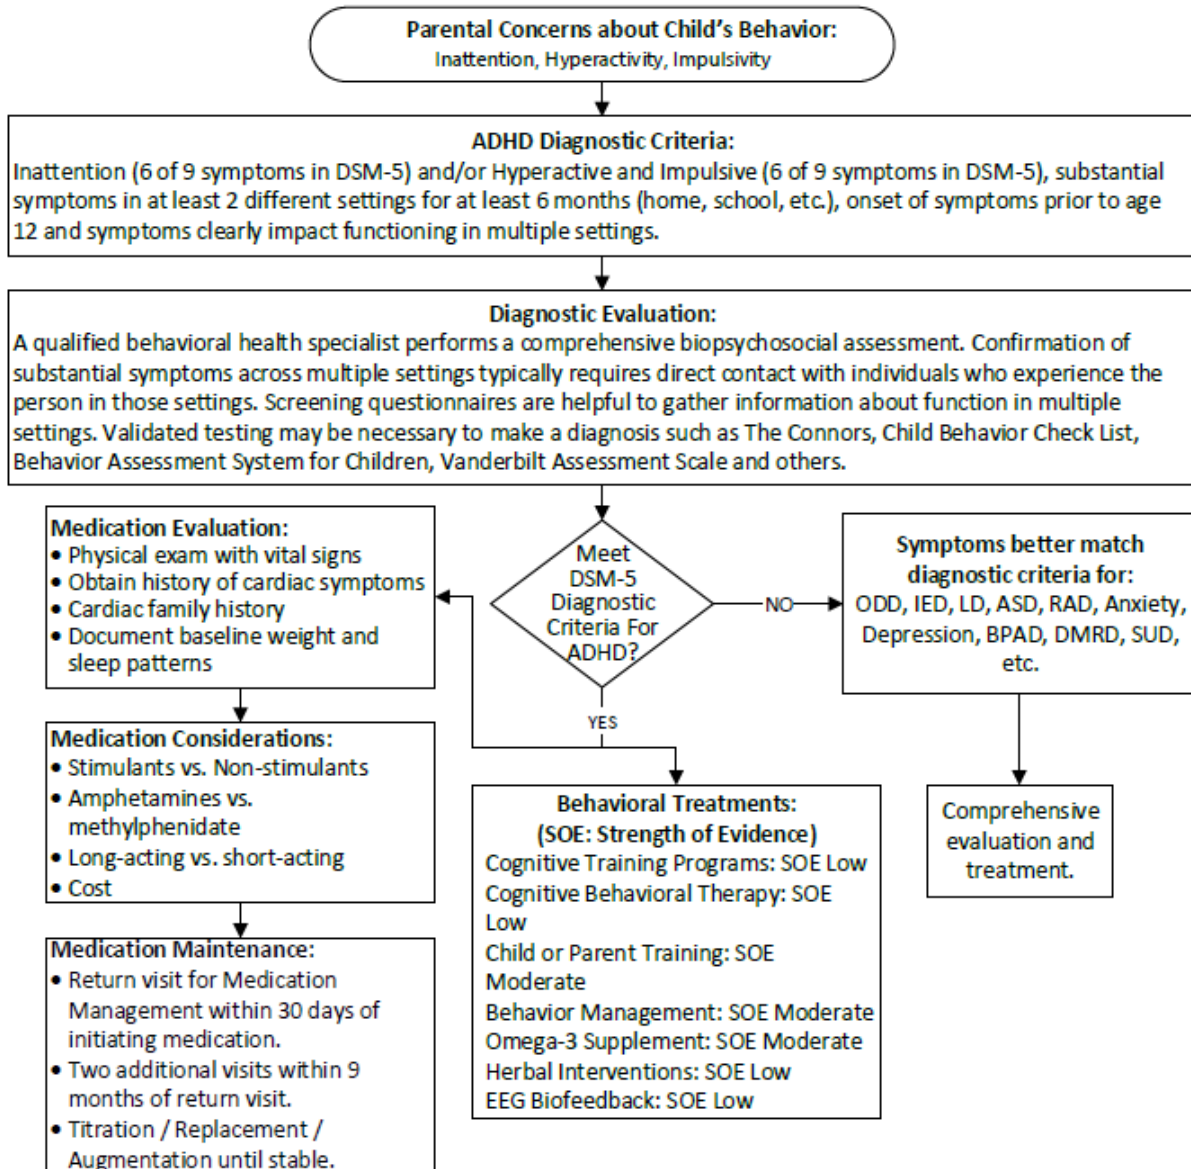 Parental Concerns about Child's Behavior:
Inattention, Hyperactivity, Impulsivity
ADHD Diagnostic Criteria:
Inattention (6 of 9 symptoms in DSM-5) and/or Hyperactive and Impulsive (6 of 9 symptoms in DSM-5), substantial
symptoms in at least 2 different settings for at least 6 months (home, school, etc.), onset of symptoms prior to age
12 and symptoms clearly impact functioning in multiple settings.
Diagnostic Evaluation:
A qualified behavioral health specialist performs a comprehensive biopsychosocial assessment. Confirmation of
substantial symptoms across multiple settings typically requires direct contact with individuals who experience the
person in those settings. Screening questionnaires are helpful to gather information about function in multiple
settings. Validated testing may be necessary to make a diagnosis such as The Connors, Child Behavior Check List,
Behavior Assessment System for Children, Vanderbilt Assessment Scale and others.
Meet
DSM-5
Diagnostic
Criteria For
ADHD?
NO
Symptoms better match
diagnostic criteria for:
ODD, IED, LD, ASD, RAD, Anxiety,
Depression, BPAD, DMRD, SUD,
etc.
Comprehensive
evaluation and
treatment.
YES
Medication Evaluation:
• Physical exam with vital signs
• Obtain history of cardiac symptoms
• Cardiac family history
• Document baseline weight and
sleep patterns
Medication Considerations:
• Stimulants vs. Non-stimulants
• Amphetamines vs.
methylphenidate
• Long-acting vs. short-acting
• Cost
Medication Maintenance:
• Return visit for Medication
Management within 30 days of
initiating medication.
• Two additional visits within 9
months of return visit.
• Titration / Replacement /
Augmentation until stable.
Behavioral Treatments:
(SOE: Strength of Evidence)
Cognitive Training Programs: SOE Low
Cognitive Behavioral Therapy: SOE
Low
Child or Parent Training: SOE
Moderate
Behavior Management: SOE Moderate
Omega-3 Supplement: SOE Moderate
Herbal Interventions: SOE Low
EEG Biofeedback: SOE Low